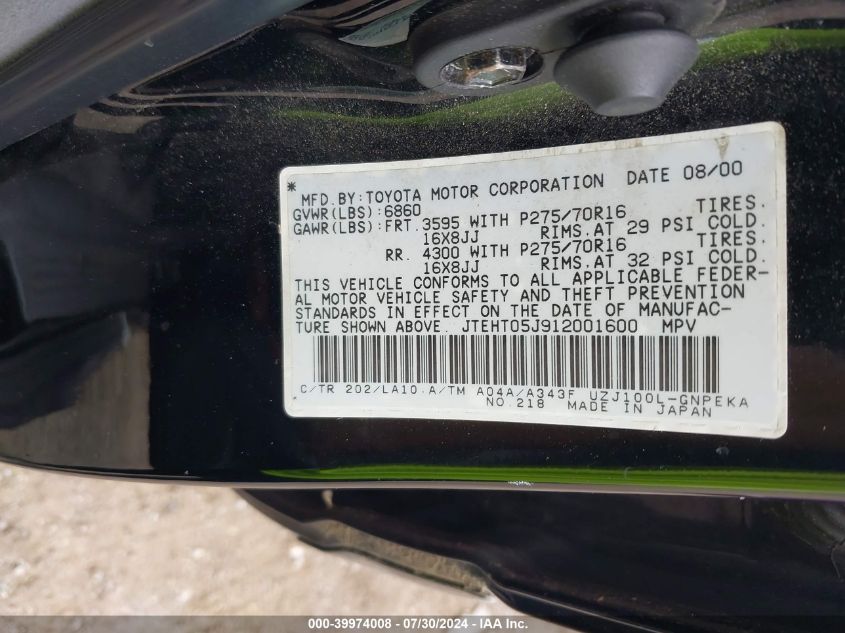 * MFD.BY:TOYOTA MOTOR CORPORATION DATE 08/00
GVWR(LBS):6860
GAWR(LBS):FRT.3595 WITH P275/70R16 TIRES.
16X8JJ RIMS.AT 29 PSI COLD.
RR. 4300 WITH P275/70R16 TIRES.
16X8JJ RIMS.AT 32 PSI COLD.
THIS VEHICLE CONFORMS TO ALL APPLICABLE FEDER-
AL MOTOR VEHICLE SAFETY AND THEFT PREVENTION
STANDARDS IN EFFECT ON THE DATE OF MANUFAC-
TURE SHOWN ABOVE. JTEHT05J912001600 MPV
C/TR 202/LA10 A/TM A04A/A343F UZJ100L-GNPEKA
NO.218 MADE IN JAPAN
000-39974008 - 07/30/2024 - IAA Inc.